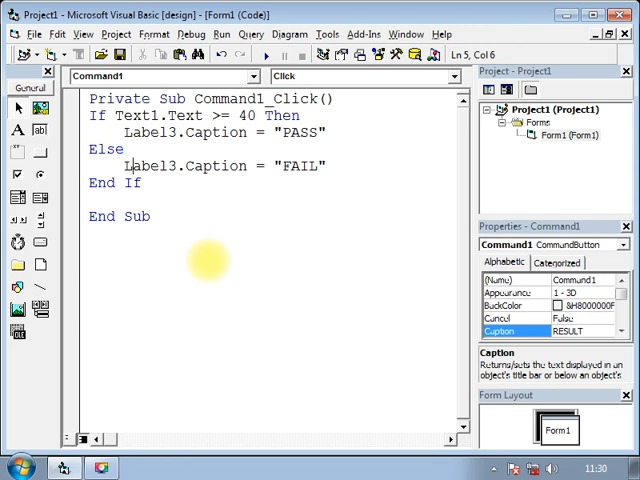 Project1 - Microsoft Visual Basic [design] - [Form1 (Code)]
File Edit View Project Format Debug Run Query Diagram Tools Add-Ins Window Help
Ln 5, Col 6
General
Command1
Click
Private Sub Command1_Click()
If Text1.Text >= 40 Then
Label3.Caption = "PASS"
Else
Label3.Caption = "FAIL"
End If
End Sub
Project - Project1
Project1 (Project1)
Forms
Form1 (Form1)
Properties - Command1
Command1 CommandButton
Alphabetic Categorized
(Name) Command1
Appearance 1 - 3D
BackColor &H8000000F
Cancel False
Caption RESULT
Caption
Returns/sets the text displayed in an object's title bar or below an object's
Form Layout
Form1
11:30